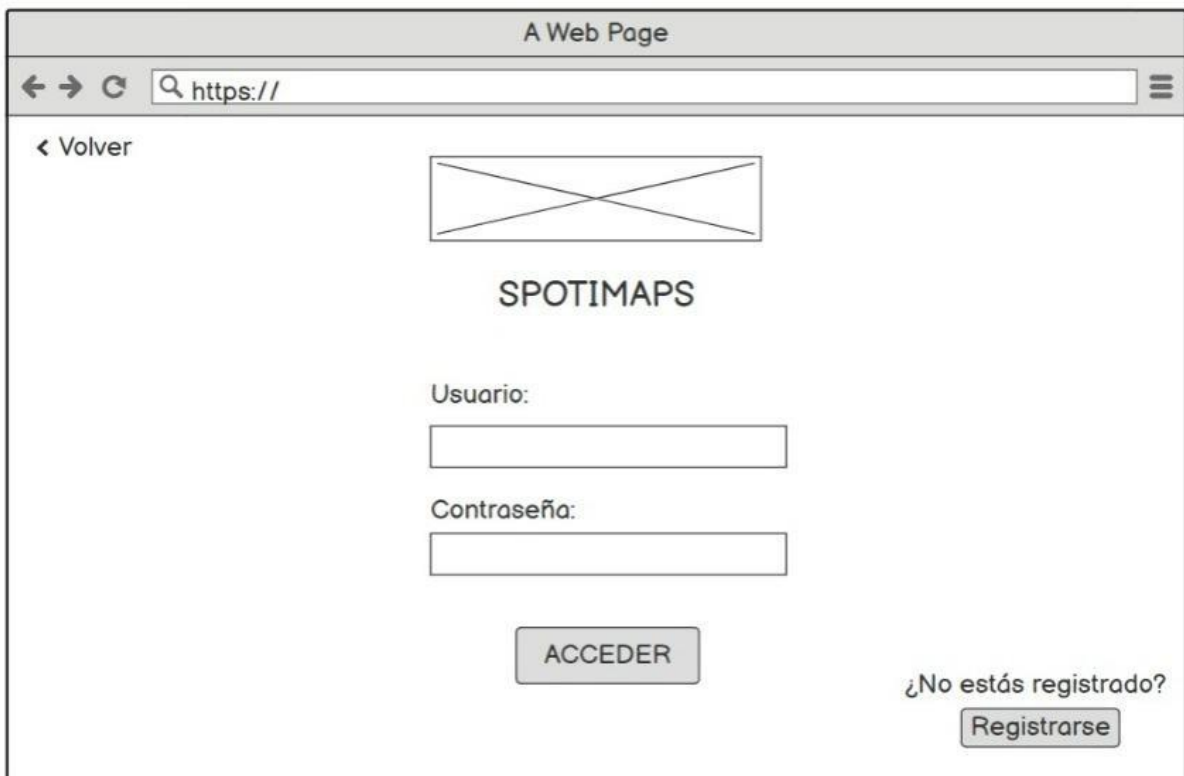 A Web Page
https://
Volver
SPOTIMAPS
Usuario:
Contraseña:
ACCEDER
¿No estás registrado?
Registrarse